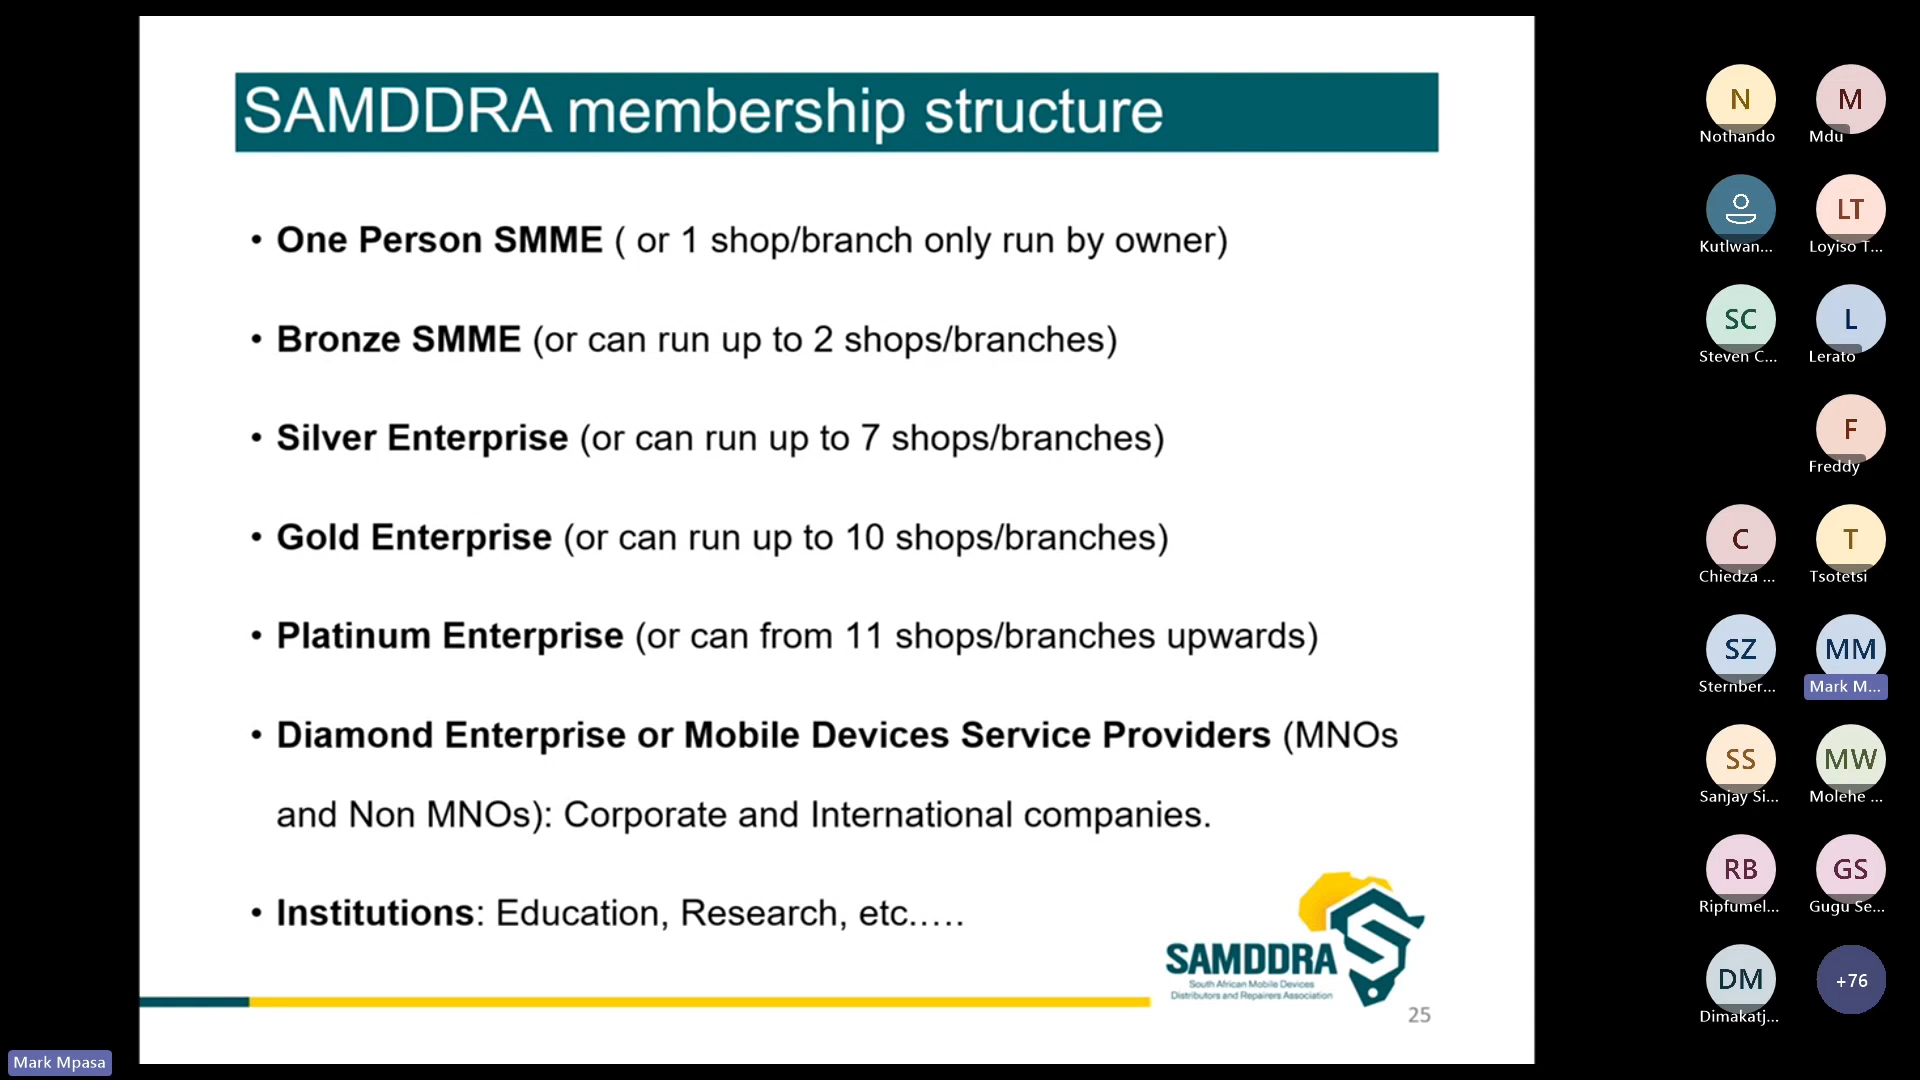 SAMDDRA membership structure
• One Person SMME ( or 1 shop/branch only run by owner)
• Bronze SMME (or can run up to 2 shops/branches)
• Silver Enterprise (or can run up to 7 shops/branches)
• Gold Enterprise (or can run up to 10 shops/branches)
• Platinum Enterprise (or can from 11 shops/branches upwards)
• Diamond Enterprise or Mobile Devices Service Providers (MNOs
and Non MNOs): Corporate and International companies.
• Institutions: Education, Research, etc.….
SAMDDRA
South African Mobile Devices
Distributors and Repairers Association
25
Mark Mpasa
N
Nothando
M
Mdu
Kutlwan...
LT
Loyiso T...
SC
Steven C...
L
Lerato
F
Freddy
C
Chiedza ...
T
Tsotetsi
SZ
Sternber...
MM
Mark M...
SS
Sanjay Si...
MW
Molehe ...
RB
Ripfumel...
GS
Gugu Se...
DM
Dimakatj...
+76